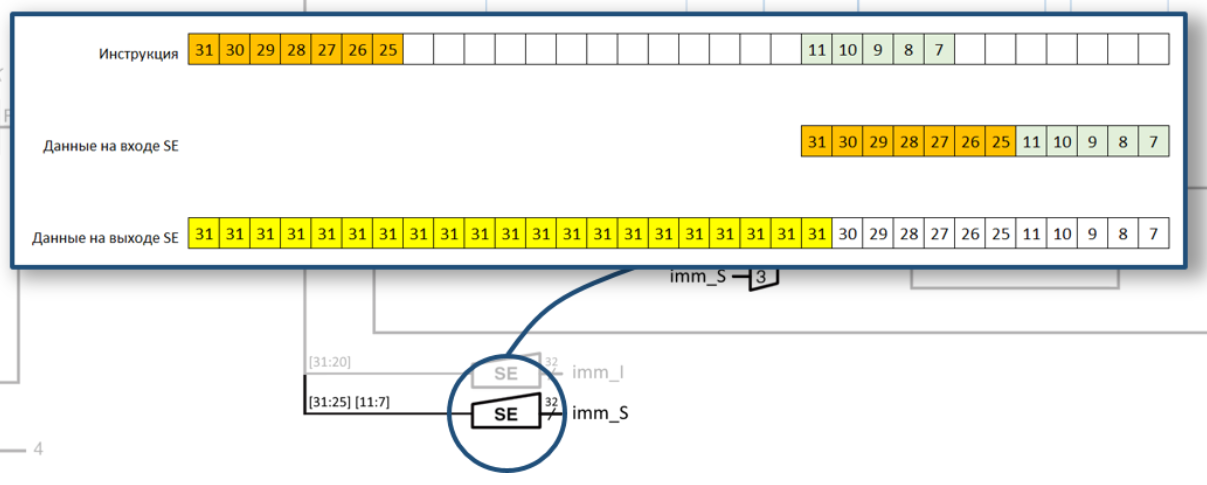 Инструкция 31 30 29 28 27 26 25 11 10 9 8 7
Данные на входе SE 31 30 29 28 27 26 25 11 10 9 8 7
Данные на выходе SE 31 31 31 31 31 31 31 31 31 31 31 31 31 31 31 31 31 31 31 31 31 30 29 28 27 26 25 11 10 9 8 7
imm_S 3
[31:20] SE 32 imm_I
[31:25] [11:7] SE 32 imm_S
4